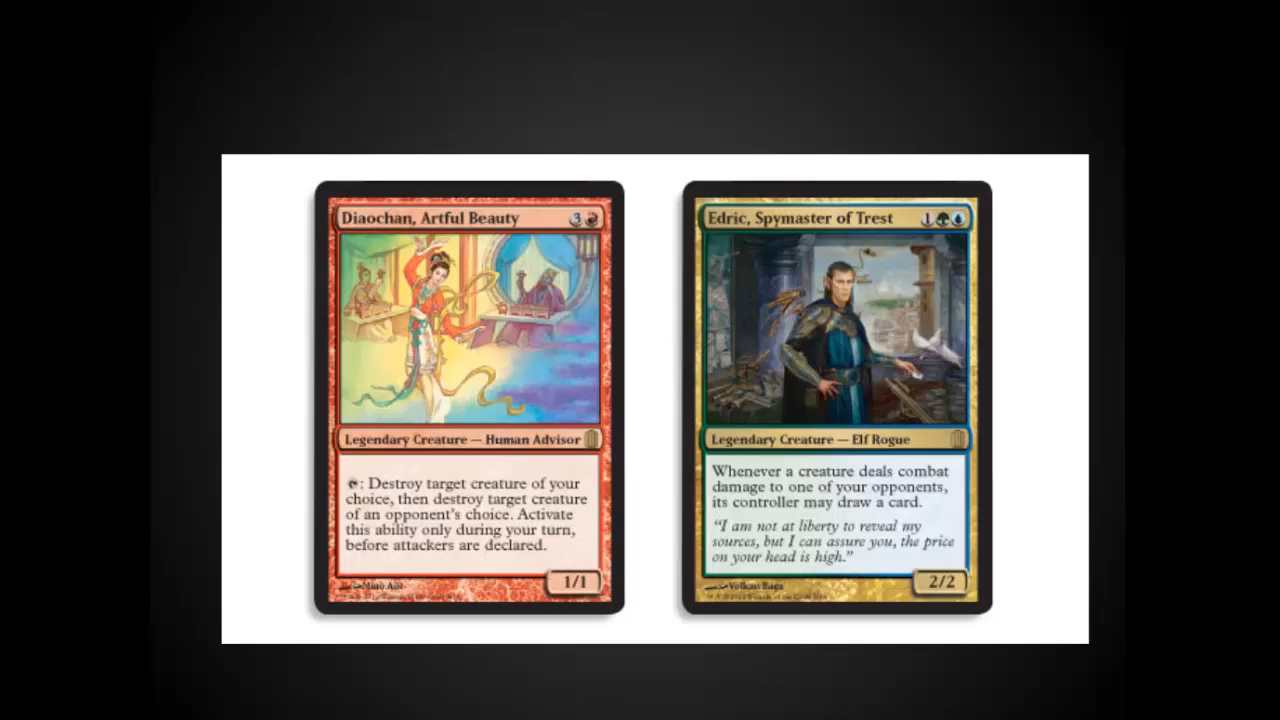 Diaochan, Artful Beauty
3
Legendary Creature — Human Advisor
: Destroy target creature of your
choice, then destroy target creature
of an opponent's choice. Activate
this ability only during your turn,
before attackers are declared.
1/1
Edric, Spymaster of Trest
1
Legendary Creature — Elf Rogue
Whenever a creature deals combat
damage to one of your opponents,
its controller may draw a card.
"I am not at liberty to reveal my
sources, but I can assure you, the price
on your head is high."
Volkan Baga
2/2